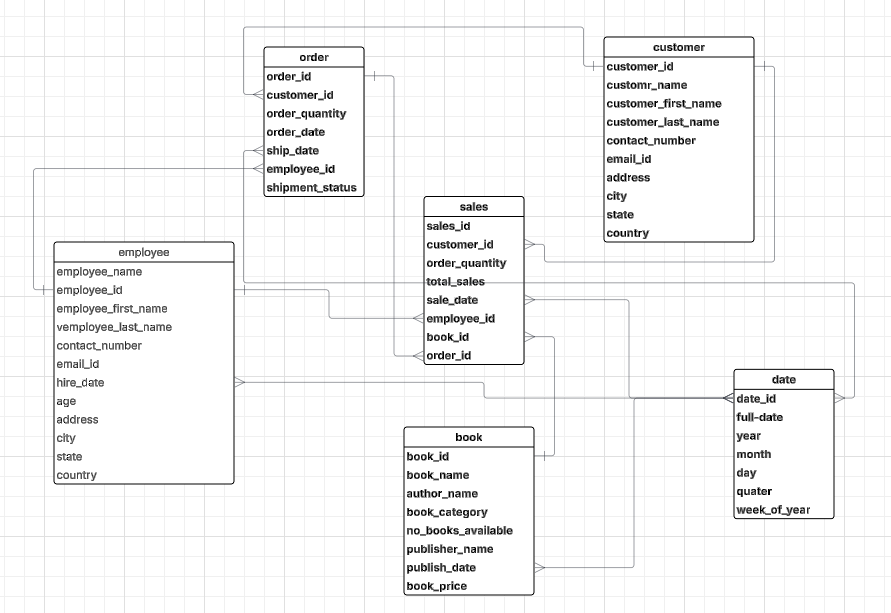 order
order_id
customer_id
order_quantity
order_date
ship_date
employee_id
shipment_status
customer
customer_id
customr_name
customer_first_name
customer_last_name
contact_number
email_id
address
city
state
country
sales
sales_id
customer_id
order_quantity
total_sales
sale_date
employee_id
book_id
order_id
employee
employee_name
employee_id
employee_first_name
vemployee_last_name
contact_number
email_id
hire_date
age
address
city
state
country
date
date_id
full-date
year
month
day
quater
week_of_year
book
book_id
book_name
author_name
book_category
no_books_available
publisher_name
publish_date
book_price